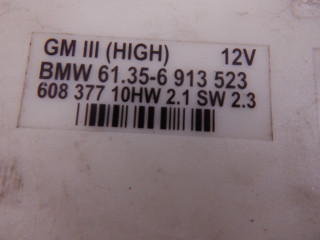 GM III (HIGH) 12V
BMW 61.35-6 913 523
608 377 10HW 2.1 SW 2.3